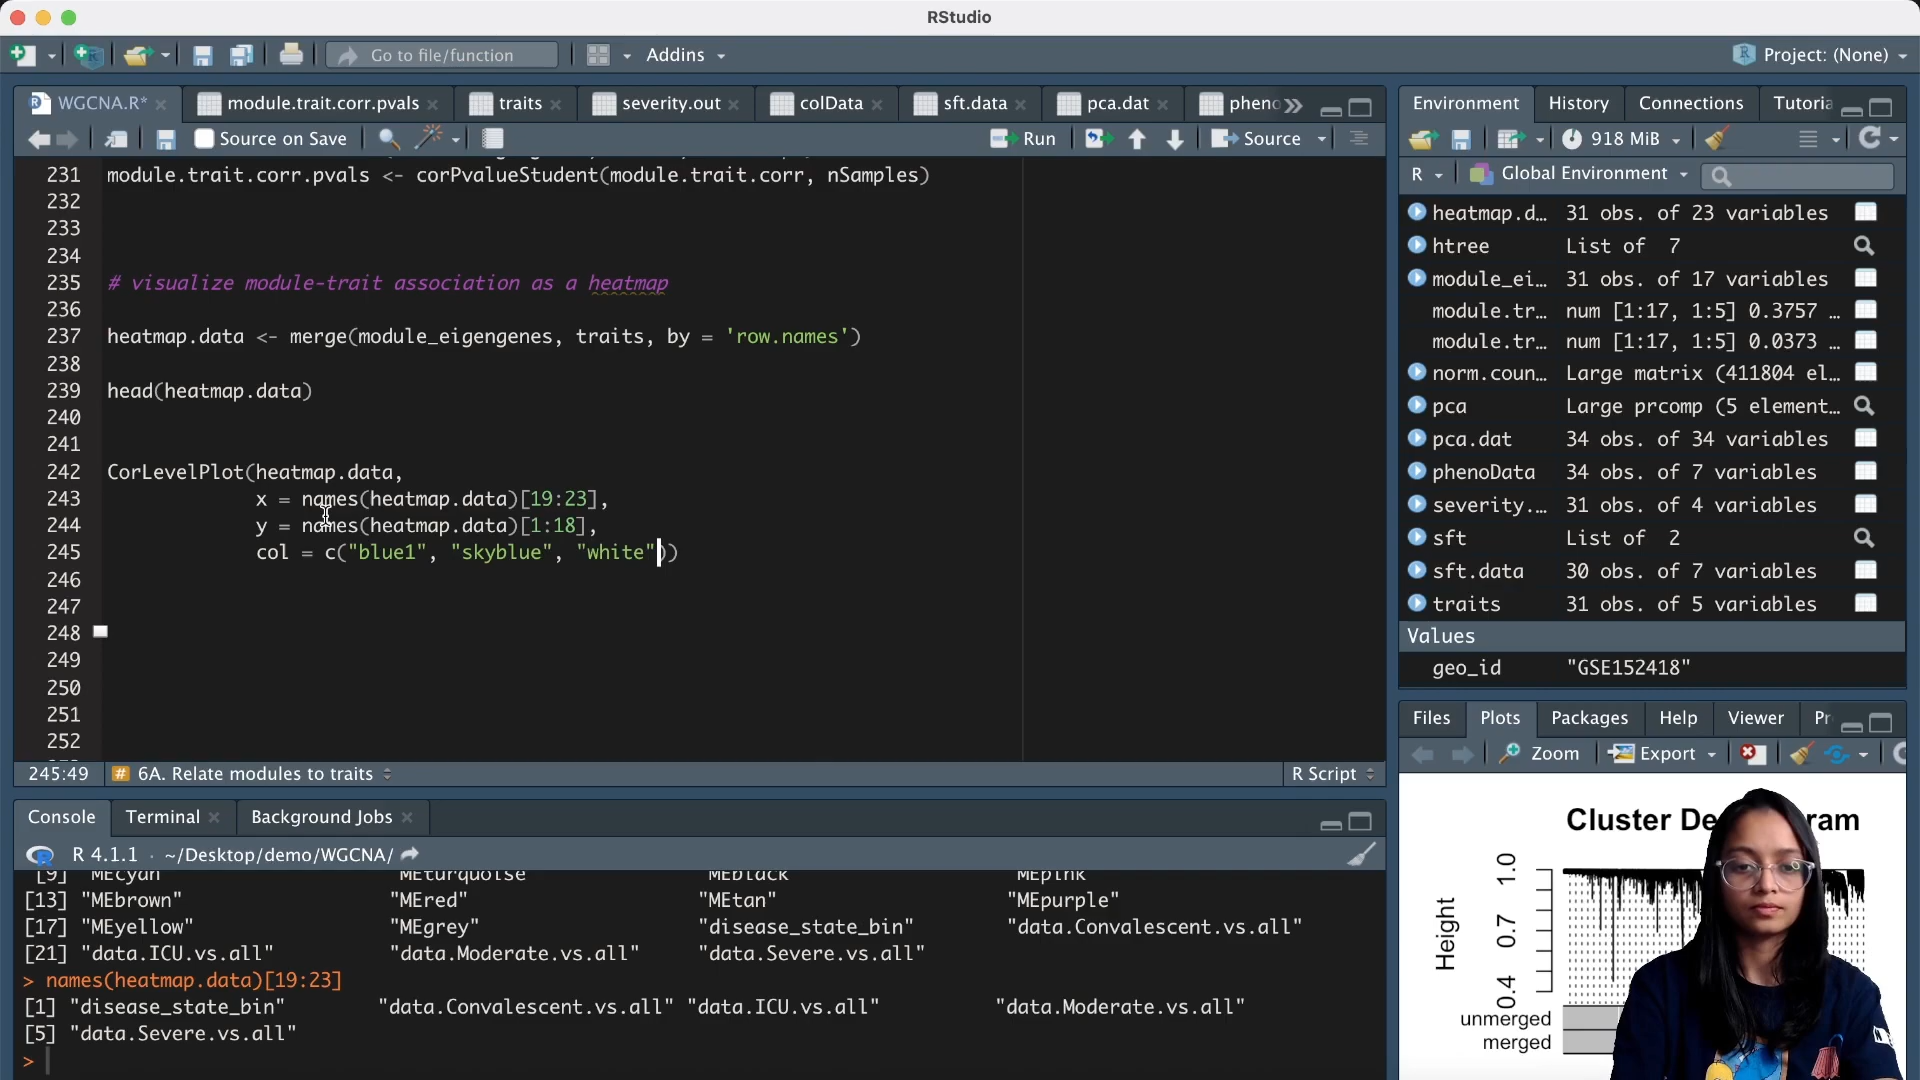 RStudio
Go to file/function
Addins
Project: (None)
WGCNA.R*
module.trait.corr.pvals
traits
severity.out
colData
sft.data
pca.dat
pheno
Source on Save
Run
Source
231 module.trait.corr.pvals <- corPvalueStudent(module.trait.corr, nSamples)
232
233
234
235 # visualize module-trait association as a heatmap
236
237 heatmap.data <- merge(module_eigengenes, traits, by = 'row.names')
238
239 head(heatmap.data)
240
241
242 CorLevelPlot(heatmap.data,
243 x = names(heatmap.data)[19:23],
244 y = names(heatmap.data)[1:18],
245 col = c("blue1", "skyblue", "white"))
246
247
248
249
250
251
252
245:49 # 6A. Relate modules to traits
R Script
Console Terminal Background Jobs
R 4.1.1 · ~/Desktop/demo/WGCNA/
[9] "MEcyan" "MEturquoise" "MEblack" "MEpink"
[13] "MEbrown" "MEred" "MEtan" "MEpurple"
[17] "MEyellow" "MEgrey" "disease_state_bin" "data.Convalescent.vs.all"
[21] "data.ICU.vs.all" "data.Moderate.vs.all" "data.Severe.vs.all"
> names(heatmap.data)[19:23]
[1] "disease_state_bin" "data.Convalescent.vs.all" "data.ICU.vs.all" "data.Moderate.vs.all"
[5] "data.Severe.vs.all"
>
Environment History Connections Tutoria
918 MiB
R Global Environment
heatmap.d… 31 obs. of 23 variables
htree List of 7
module_ei… 31 obs. of 17 variables
module.tr… num [1:17, 1:5] 0.3757 …
module.tr… num [1:17, 1:5] 0.0373 …
norm.coun… Large matrix (411804 el…
pca Large prcomp (5 element…
pca.dat 34 obs. of 34 variables
phenoData 34 obs. of 7 variables
severity.… 31 obs. of 4 variables
sft List of 2
sft.data 30 obs. of 7 variables
traits 31 obs. of 5 variables
Values
geo_id "GSE152418"
Files Plots Packages Help Viewer Pr
Zoom Export
Cluster De ram
Height
1.0
0.7
0.4
unmerged
merged